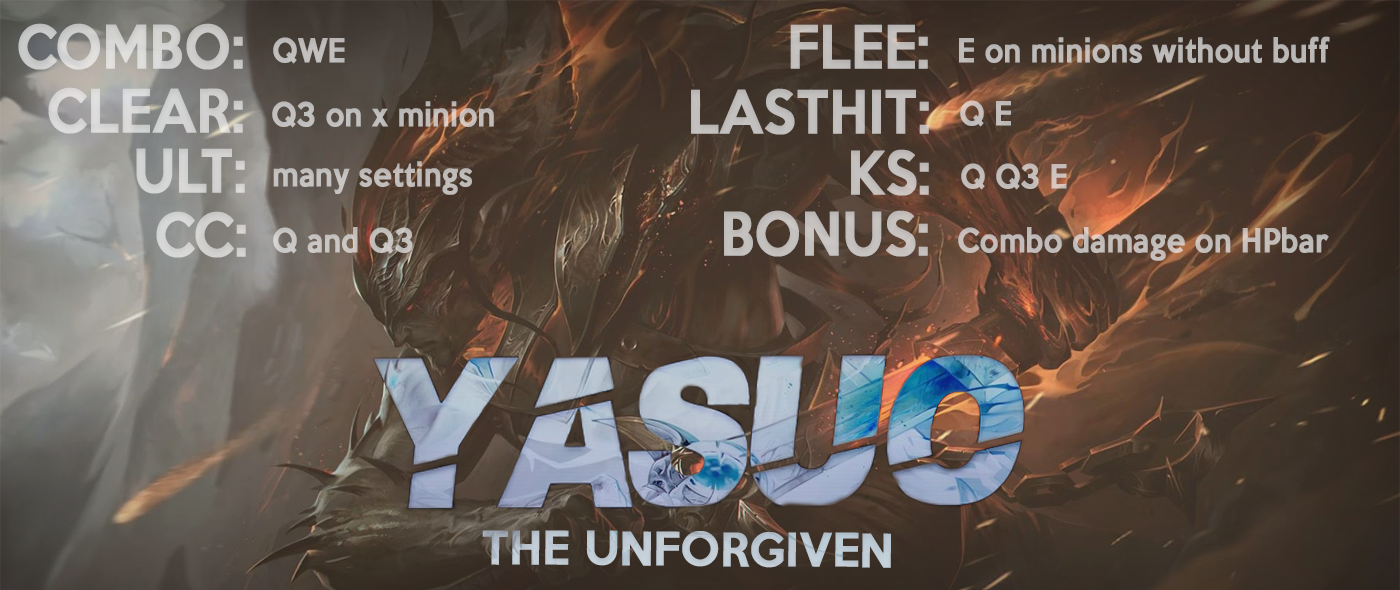 COMBO: QWE
CLEAR: Q3 on x minion
ULT: many settings
CC: Q and Q3
FLEE: E on minions without buff
LASTHIT: Q E
KS: Q Q3 E
BONUS: Combo damage on HPbar
YASUO
THE UNFORGIVEN